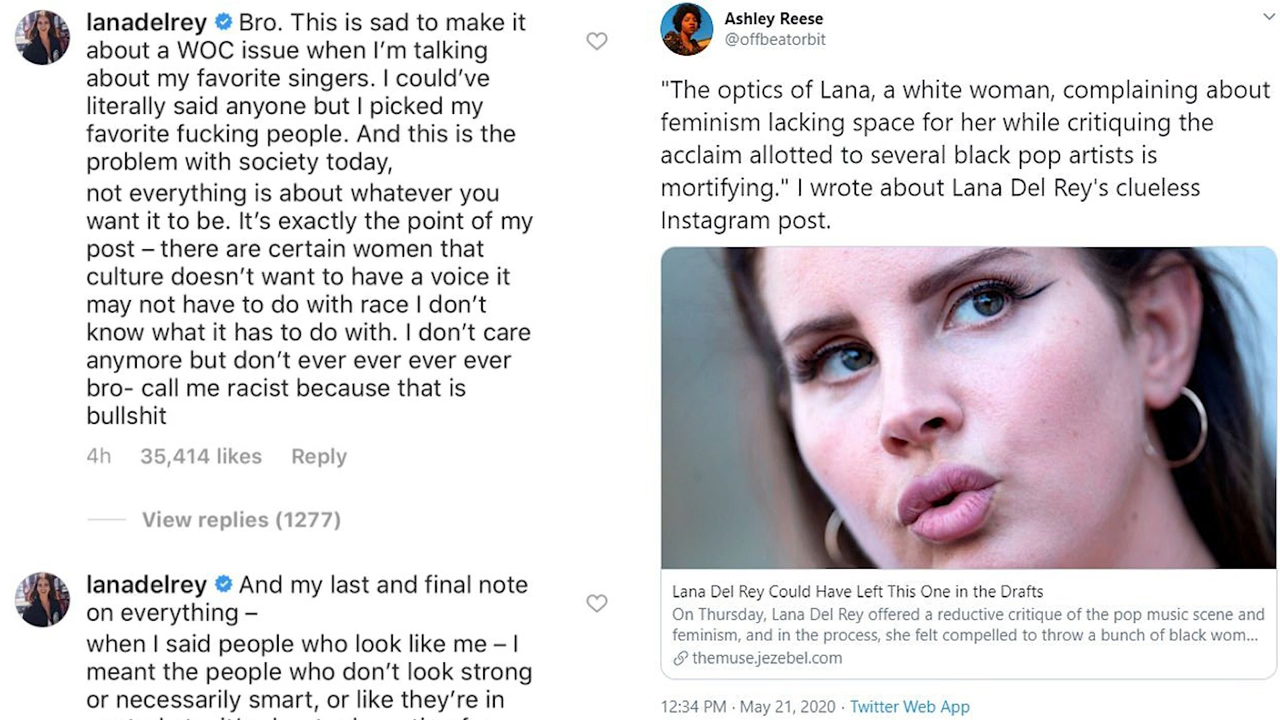 lanadelrey Bro. This is sad to make it
about a WOC issue when I'm talking
about my favorite singers. I could've
literally said anyone but I picked my
favorite fucking people. And this is the
problem with society today,
not everything is about whatever you
want it to be. It's exactly the point of my
post – there are certain women that
culture doesn't want to have a voice it
may not have to do with race I don't
know what it has to do with. I don't care
anymore but don't ever ever ever ever
bro- call me racist because that is
bullshit
4h 35,414 likes Reply
View replies (1277)
lanadelrey And my last and final note
on everything –
when I said people who look like me – I
meant the people who don't look strong
or necessarily smart, or like they're in
Ashley Reese
@offbeatorbit
"The optics of Lana, a white woman, complaining about
feminism lacking space for her while critiquing the
acclaim allotted to several black pop artists is
mortifying." I wrote about Lana Del Rey's clueless
Instagram post.
Lana Del Rey Could Have Left This One in the Drafts
On Thursday, Lana Del Rey offered a reductive critique of the pop music scene and
feminism, and in the process, she felt compelled to throw a bunch of black wom...
themuse.jezebel.com
12:34 PM · May 21, 2020 · Twitter Web App